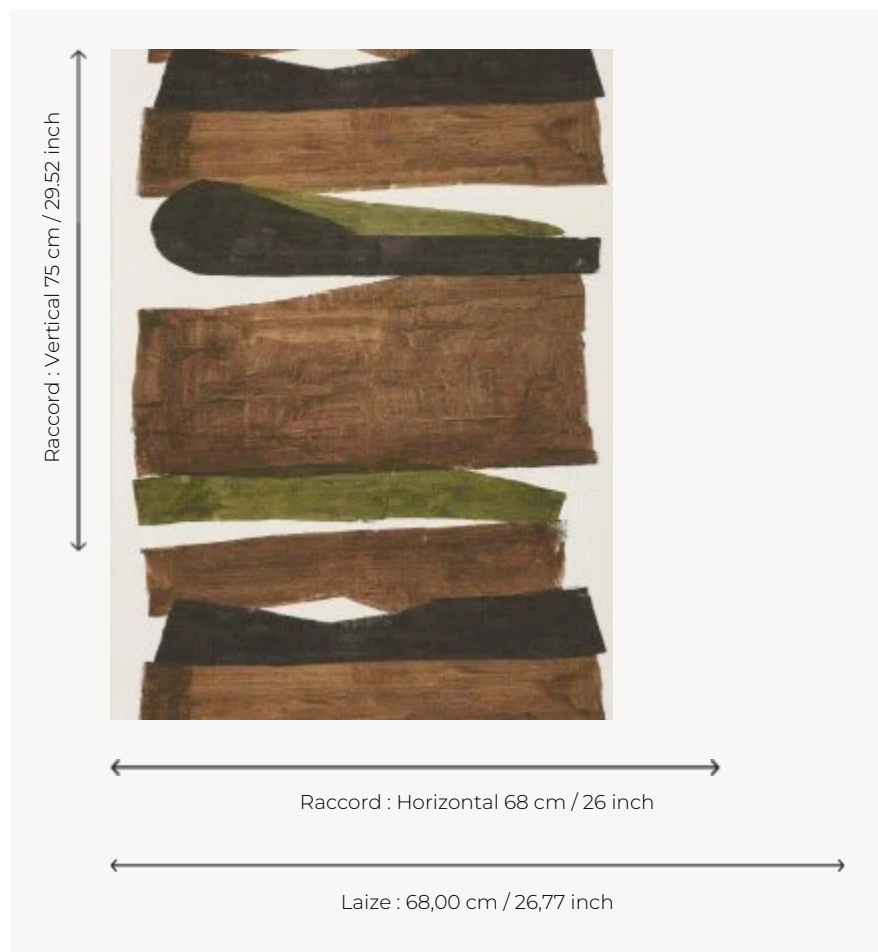 Raccord : Vertical 75 cm / 29.52 inch
Raccord : Horizontal 68 cm / 26 inch
Laize : 68,00 cm / 26,77 inch